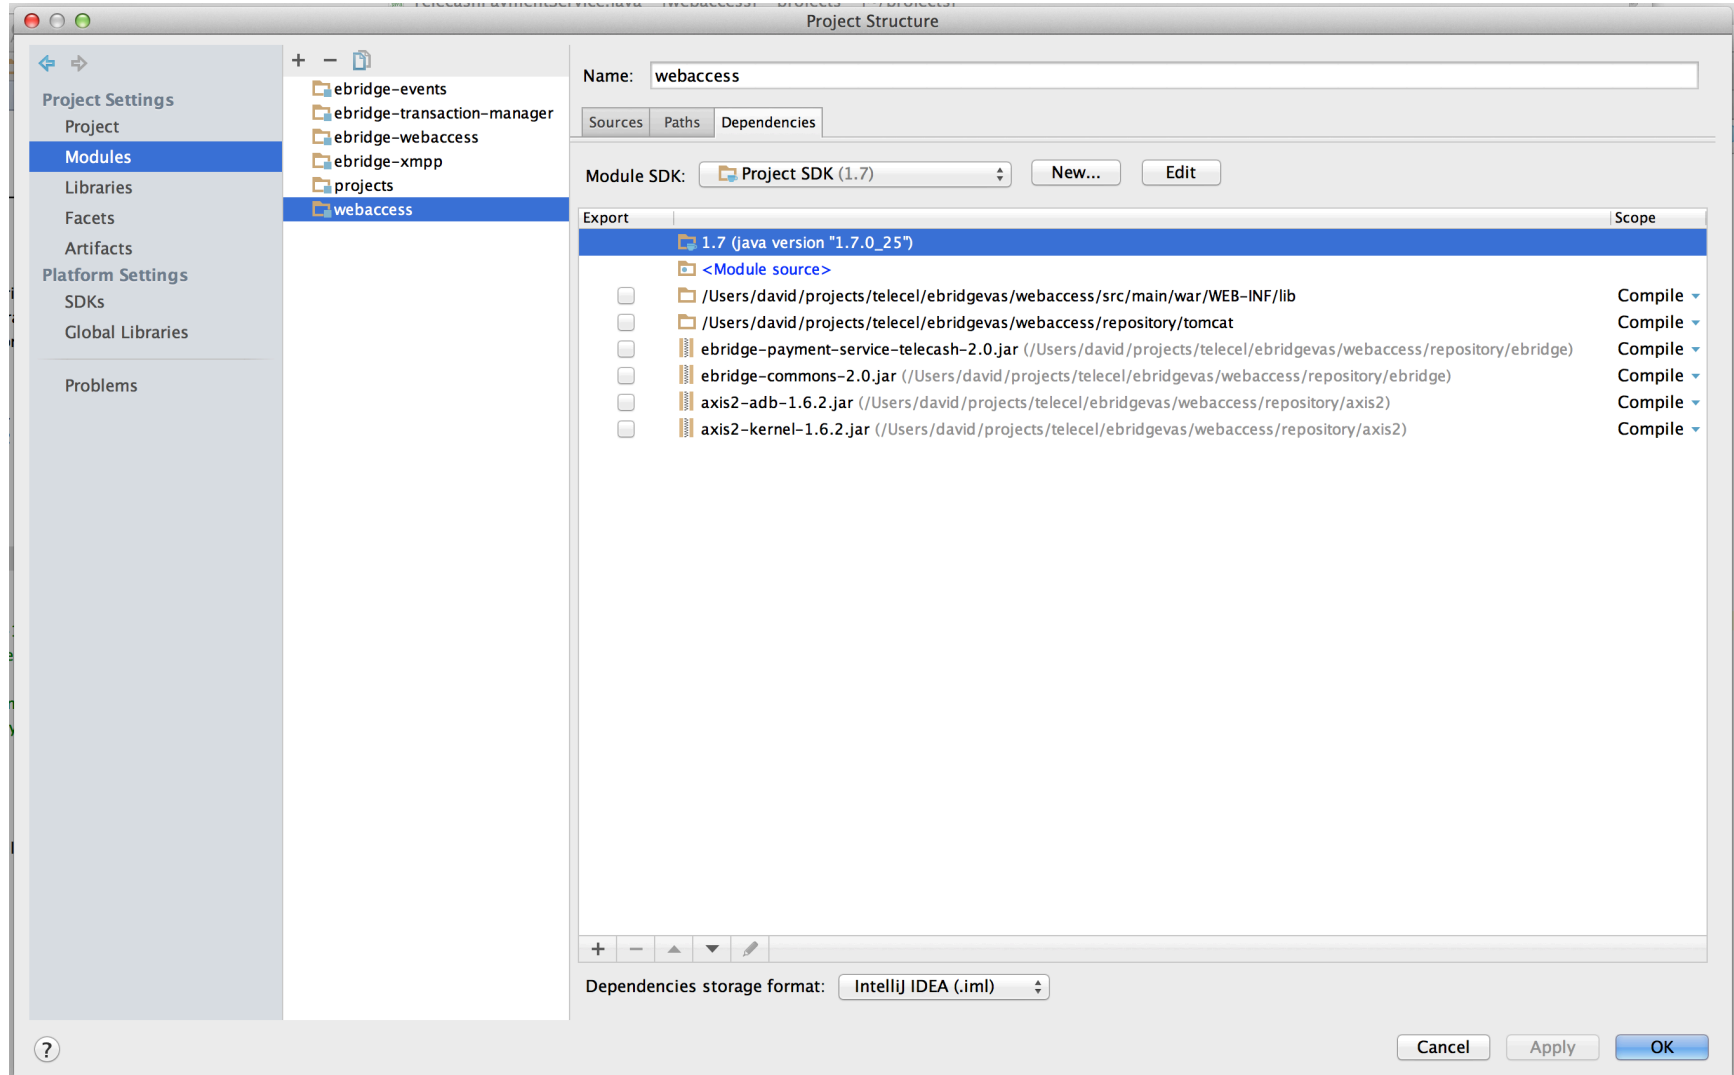 Project Structure
Project Settings
Project
Modules
Libraries
Facets
Artifacts
Platform Settings
SDKs
Global Libraries
Problems
ebridge-events
ebridge-transaction-manager
ebridge-webaccess
ebridge-xmpp
projects
webaccess
Name: webaccess
Sources Paths Dependencies
Module SDK: Project SDK (1.7) New... Edit
Export Scope
1.7 (java version "1.7.0_25")
<Module source>
/Users/david/projects/telecel/ebridgevas/webaccess/src/main/war/WEB-INF/lib Compile
/Users/david/projects/telecel/ebridgevas/webaccess/repository/tomcat Compile
ebridge-payment-service-telecash-2.0.jar (/Users/david/projects/telecel/ebridgevas/webaccess/repository/ebridge) Compile
ebridge-commons-2.0.jar (/Users/david/projects/telecel/ebridgevas/webaccess/repository/ebridge) Compile
axis2-adb-1.6.2.jar (/Users/david/projects/telecel/ebridgevas/webaccess/repository/axis2) Compile
axis2-kernel-1.6.2.jar (/Users/david/projects/telecel/ebridgevas/webaccess/repository/axis2) Compile
Dependencies storage format: IntelliJ IDEA (.iml)
? Cancel Apply OK